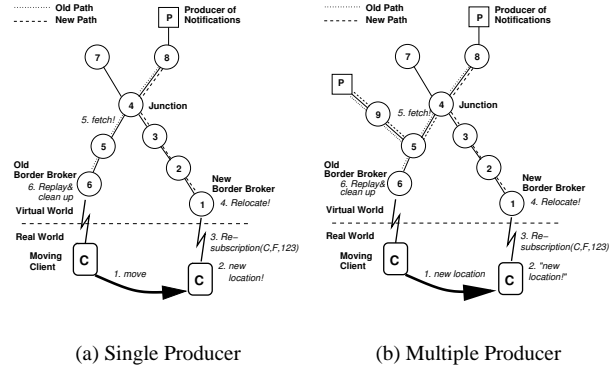 Old Path
New Path
P
Producer of
Notifications
7
8
4
Junction
5. fetch!
3
5
2
Old
Border Broker
6
6. Replay&
clean up
New
Border Broker
1
4. Relocate!
Virtual World
Real World
3. Re-
subscription(C,F,123)
Moving
Client
C
1. move
2. new
location!
C
(a) Single Producer
Old Path
New Path
P
Producer of
Notifications
7
8
P
9
5. fetch!
4
Junction
3
5
2
Old
Border Broker
6
6. Replay&
clean up
New
Border Broker
1
4. Relocate!
Virtual World
Real World
3. Re-
subscription(C,F,123)
Moving
Client
C
1. new location
2. "new
location!"
C
(b) Multiple Producer